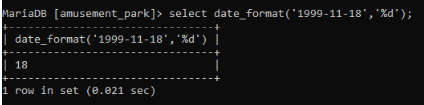 MariaDB [amusement_park]> select date_format('1999-11-18','%d');
+--------------------------------+
| date_format('1999-11-18','%d') |
+--------------------------------+
| 18                             |
+--------------------------------+
1 row in set (0.021 sec)